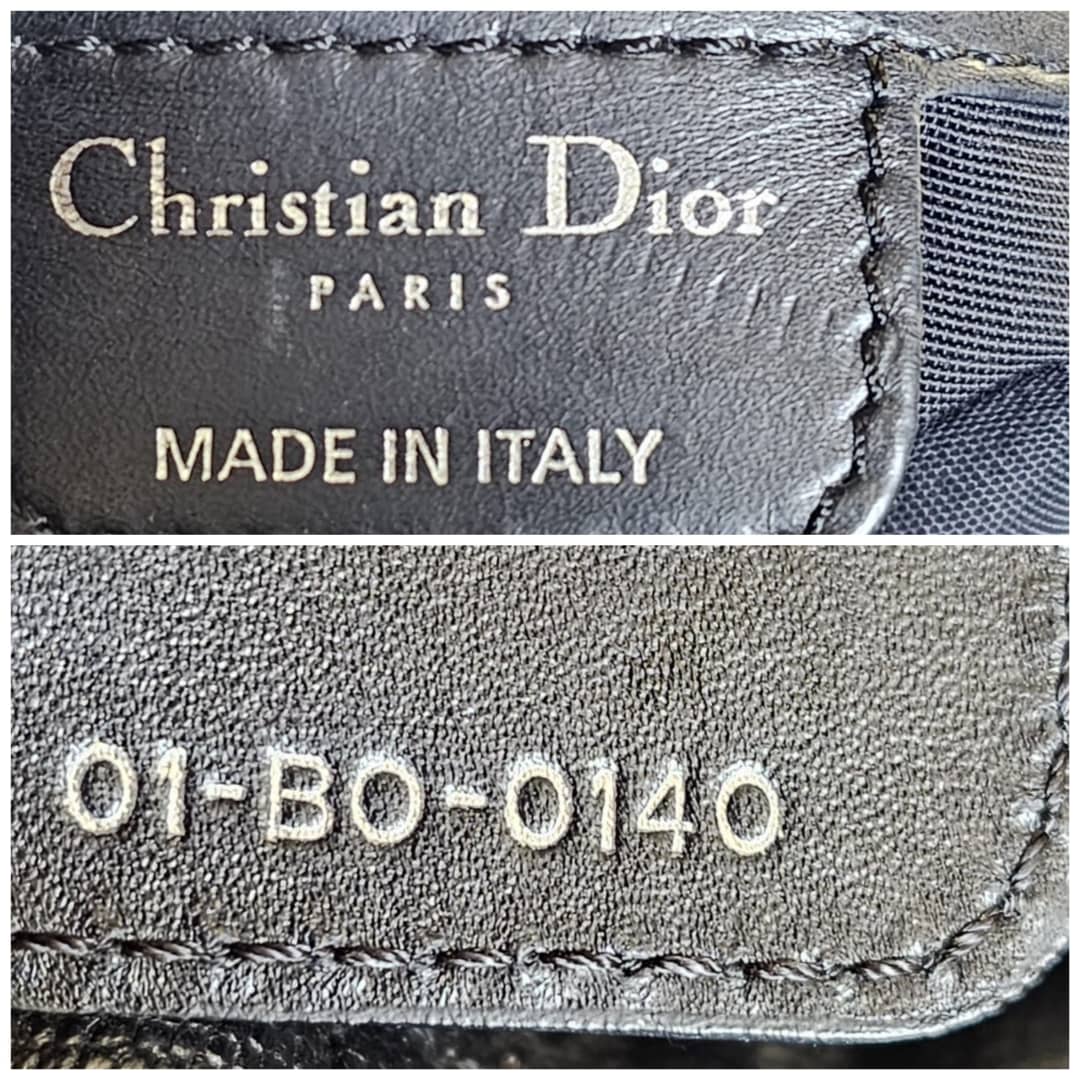 Christian Dior
PARIS
MADE IN ITALY
01-BO-0140